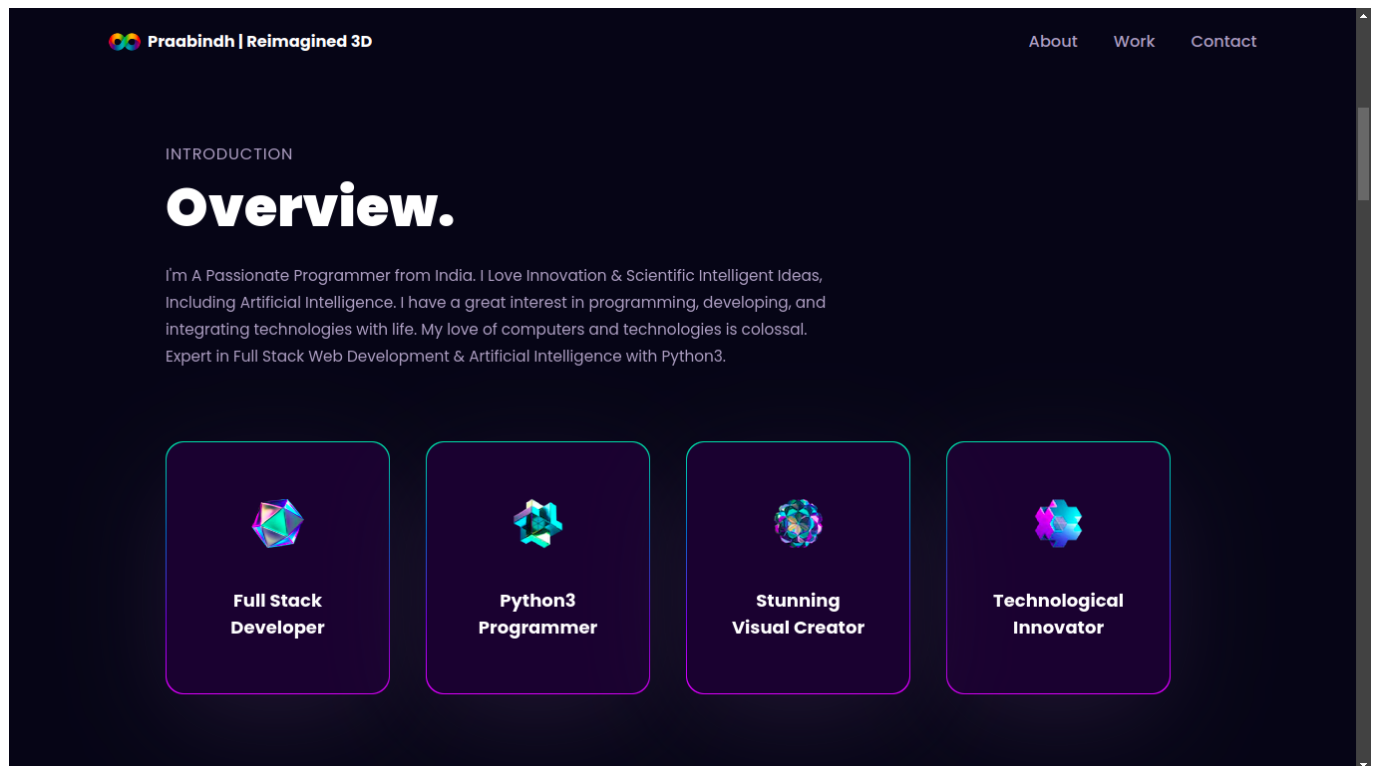 Praabindh | Reimagined 3D
About
Work
Contact
INTRODUCTION
Overview.
I'm A Passionate Programmer from India. I Love Innovation & Scientific Intelligent Ideas,
Including Artificial Intelligence. I have a great interest in programming, developing, and
integrating technologies with life. My love of computers and technologies is colossal.
Expert in Full Stack Web Development & Artificial Intelligence with Python3.
Full Stack
Developer
Python3
Programmer
Stunning
Visual Creator
Technological
Innovator